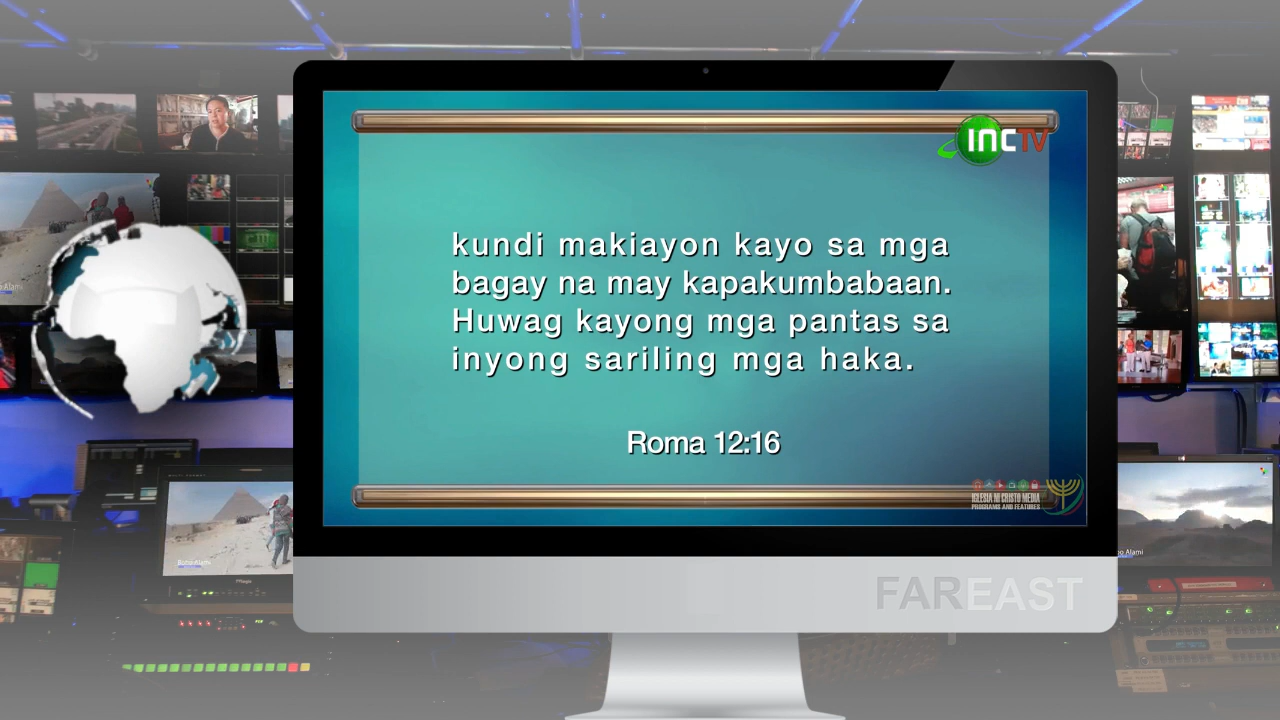 INCTV
kundi makiayon kayo sa mga
bagay na may kapakumbabaan.
Huwag kayong mga pantas sa
inyong sariling mga haka.
Roma 12:16
IGLESIA NI CRISTO MEDIA
PROGRAMS AND FEATURES
FAREAST